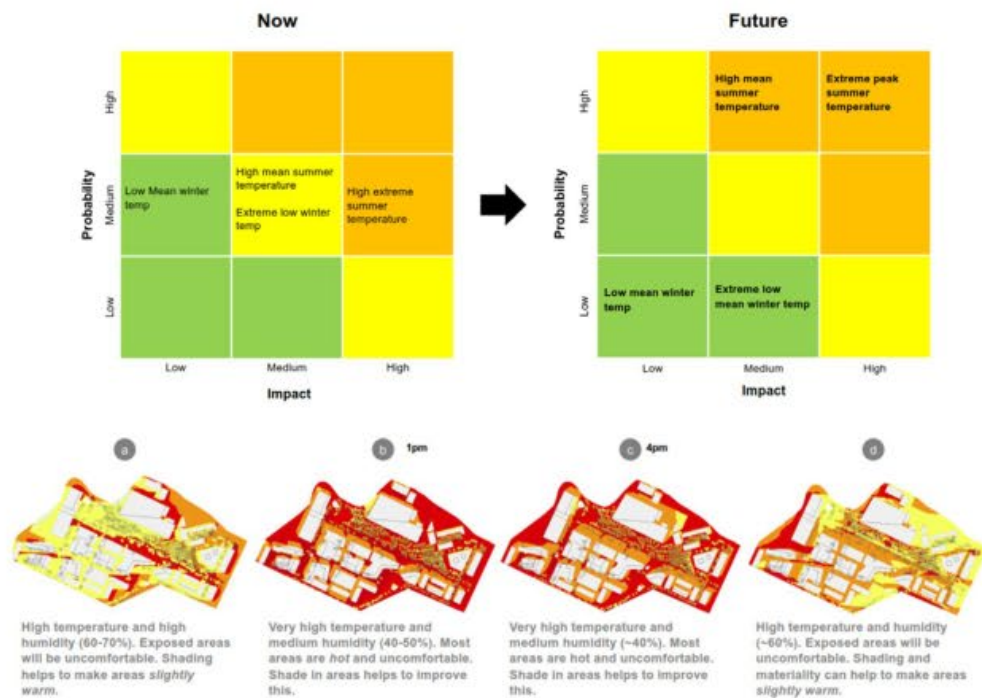 Now
Future
High
Medium
Low
Probability
Low Mean winter
temp
High mean summer
temperature
Extreme low winter
temp
High extreme
summer
temperature
Low
Medium
High
Impact
High
Medium
Low
Probability
High mean
summer
temperature
Extreme peak
summer
temperature
Low mean winter
temp
Extreme low
mean winter temp
Low
Medium
High
Impact
a
High temperature and high
humidity (60-70%). Exposed areas
will be uncomfortable. Shading
helps to make areas slightly
warm.
b 1pm
Very high temperature and
medium humidity (40-50%). Most
areas are hot and uncomfortable.
Shade in areas helps to improve
this.
c 4pm
Very high temperature and
medium humidity (~40%). Most
areas are hot and uncomfortable.
Shade in areas helps to improve
this.
d
High temperature and humidity
(~60%). Exposed areas will be
uncomfortable. Shading and
materiality can help to make areas
slightly warm.